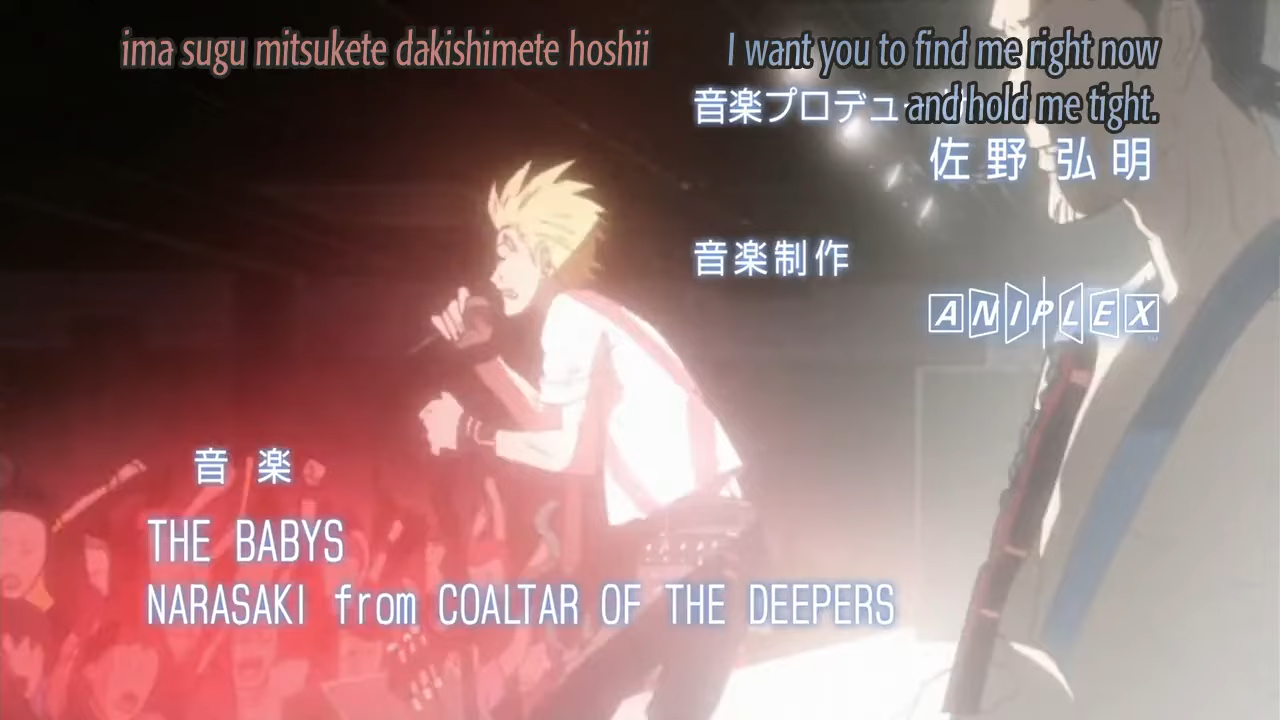 ima sugu mitsukete dakishimete hoshii
I want you to find me right now
and hold me tight.
音楽プロデュ
佐野 弘明
音楽制作
ANIPLEX
音 楽
THE BABYS
NARASAKI from COALTAR OF THE DEEPERS